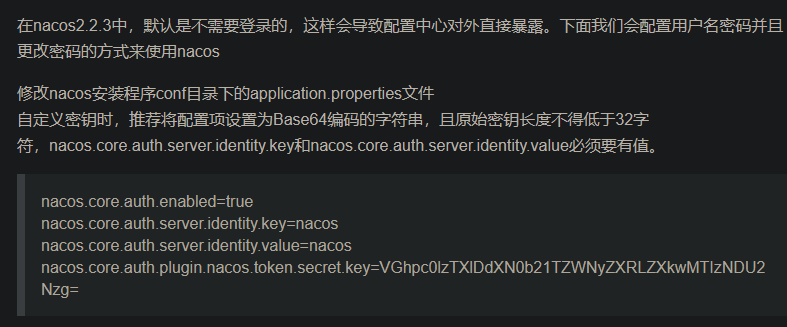 在nacos2.2.3中，默认是不需要登录的，这样会导致配置中心对外直接暴露。下面我们会配置用户名密码并且
更改密码的方式来使用nacos
修改nacos安装程序conf目录下的application.properties文件
自定义密钥时，推荐将配置项设置为Base64编码的字符串，且原始密钥长度不得低于32字
符，nacos.core.auth.server.identity.key和nacos.core.auth.server.identity.value必须要有值。
nacos.core.auth.enabled=true
nacos.core.auth.server.identity.key=nacos
nacos.core.auth.server.identity.value=nacos
nacos.core.auth.plugin.nacos.token.secret.key=VGhpc0lzTXlDdXN0b21TZWNyZXRLZXkwMTIzNDU2
Nzg=